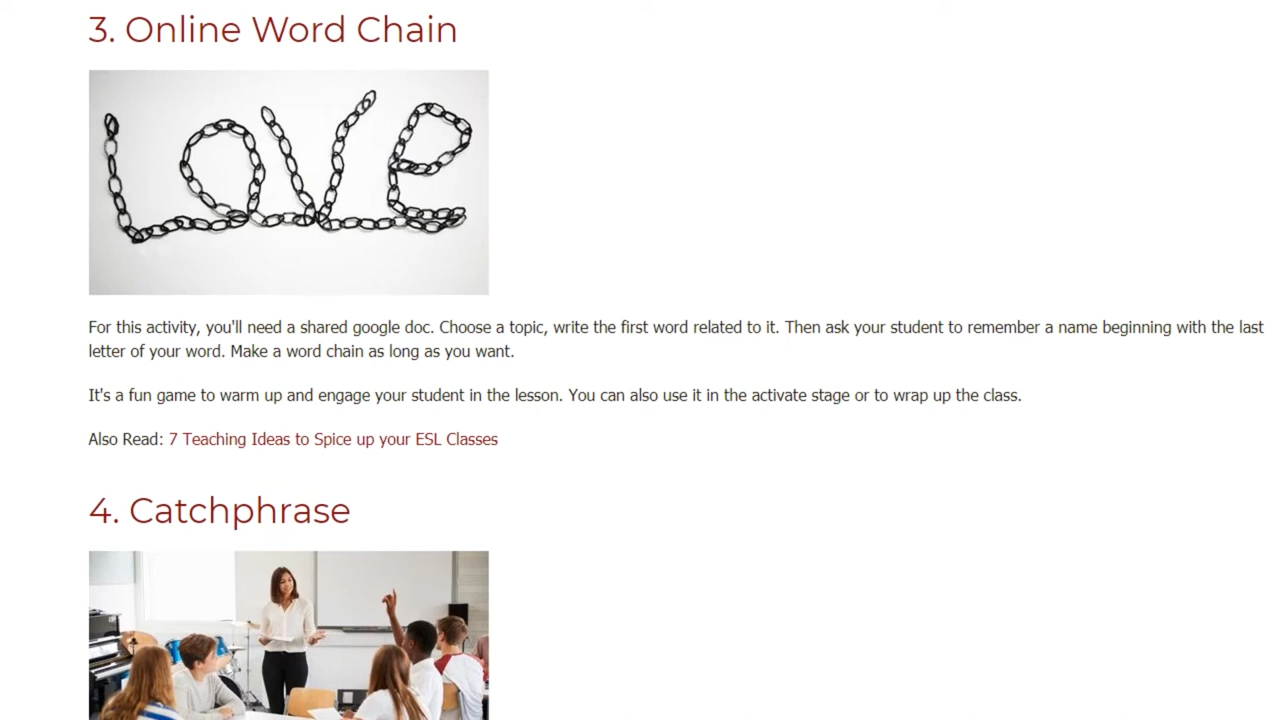 3. Online Word Chain
Love
For this activity, you'll need a shared google doc. Choose a topic, write the first word related to it. Then ask your student to remember a name beginning with the last
letter of your word. Make a word chain as long as you want.
It's a fun game to warm up and engage your student in the lesson. You can also use it in the activate stage or to wrap up the class.
Also Read: 7 Teaching Ideas to Spice up your ESL Classes
4. Catchphrase